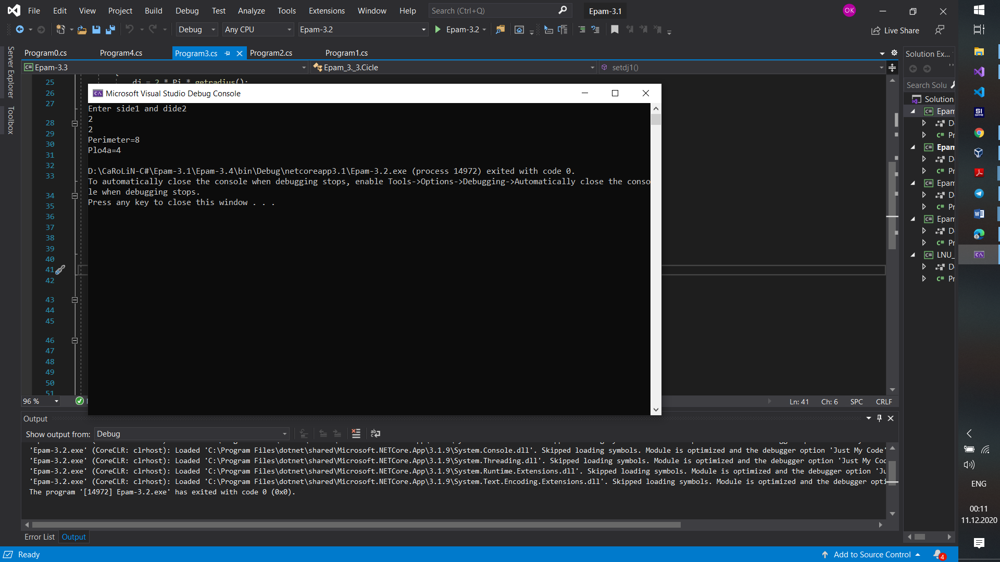 File Edit View Project Build Debug Test Analyze Tools Extensions Window Help Search (Ctrl+Q) Epam-3.1 OK
Debug Any CPU Epam-3.2 Epam-3.2 Live Share
Server Explorer
Toolbox
Program0.cs Program4.cs Program3.cs Program2.cs Program1.cs
Epam-3.3 Epam_3._3.Cicle setdj1()
25 dj = 2 * Pi * getradius();
26
27
28
29
30
31
32
33
34
35
36
37
38
39
40
41
42
43
44
45
46
47
48
49
50
51
Microsoft Visual Studio Debug Console
Enter side1 and dide2
2
2
Perimeter=8
Plo4a=4
D:\CaRoLiN-C#\Epam-3.1\Epam-3.4\bin\Debug\netcoreapp3.1\Epam-3.2.exe (process 14972) exited with code 0.
To automatically close the console when debugging stops, enable Tools->Options->Debugging->Automatically close the conso
le when debugging stops.
Press any key to close this window . . .
96 % Ln: 41 Ch: 6 SPC CRLF
Output
Show output from: Debug
'Epam-3.2.exe' (CoreCLR: clrhost): Loaded 'C:\Program Files\dotnet\shared\Microsoft.NETCore.App\3.1.9\System.Console.dll'. Skipped loading symbols. Module is optimized and the debugger option 'Just My Code'
'Epam-3.2.exe' (CoreCLR: clrhost): Loaded 'C:\Program Files\dotnet\shared\Microsoft.NETCore.App\3.1.9\System.Threading.dll'. Skipped loading symbols. Module is optimized and the debugger option 'Just My Cod
'Epam-3.2.exe' (CoreCLR: clrhost): Loaded 'C:\Program Files\dotnet\shared\Microsoft.NETCore.App\3.1.9\System.Runtime.Extensions.dll'. Skipped loading symbols. Module is optimized and the debugger option 'Ju
'Epam-3.2.exe' (CoreCLR: clrhost): Loaded 'C:\Program Files\dotnet\shared\Microsoft.NETCore.App\3.1.9\System.Text.Encoding.Extensions.dll'. Skipped loading symbols. Module is optimized and the debugger opti
The program '[14972] Epam-3.2.exe' has exited with code 0 (0x0).
Error List Output
Ready Add to Source Control 4
Solution Ex...
Search Solu
Solution
Epam
D
Pr
Epam
D
Pr
Epam
D
Pr
Epam
D
Pr
LNU_
D
Pr
SI
GAME
ENG
00:11
11.12.2020